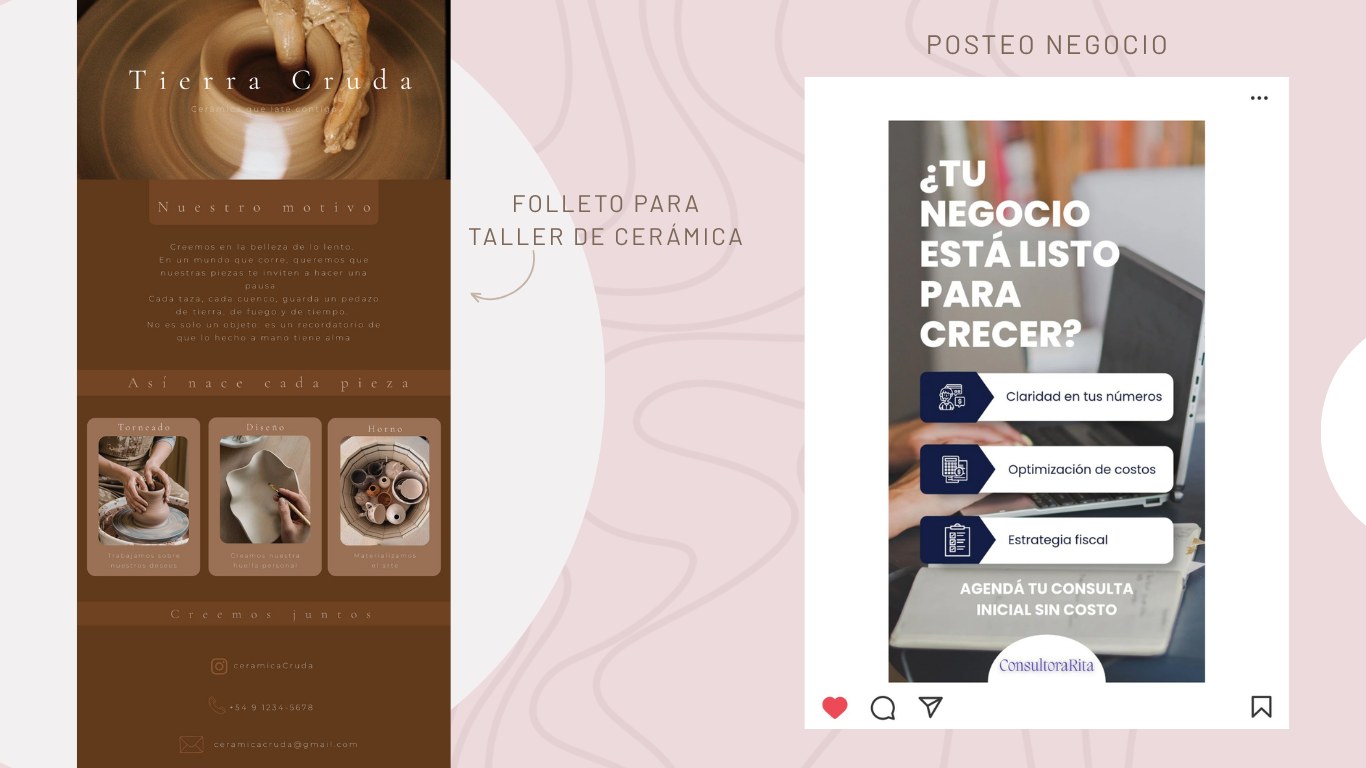 Tierra Cruda
Cerámica que late contigo
Nuestro motivo
Creemos en la belleza de lo lento.
En un mundo que corre, queremos que
nuestras piezas te inviten a hacer una
pausa
Cada taza, cada cuenco, guarda un pedazo
de tierra, de fuego y de tiempo.
No es solo un objeto: es un recordatorio de
que lo hecho a mano tiene alma
Así nace cada pieza
Torneado
Trabajamos sobre
nuestros deseos
Diseño
Creamos nuestra
huella personal
Horno
Materializamos
el arte
Creemos juntos
ceramicaCruda
+54 9 1234-5678
ceramicacruda@gmail.com
FOLLETO PARA
TALLER DE CERÁMICA
POSTEO NEGOCIO
¿TU
NEGOCIO
ESTÁ LISTO
PARA
CRECER?
Claridad en tus números
Optimización de costos
Estrategia fiscal
AGENDÁ TU CONSULTA
INICIAL SIN COSTO
ConsultoraRita